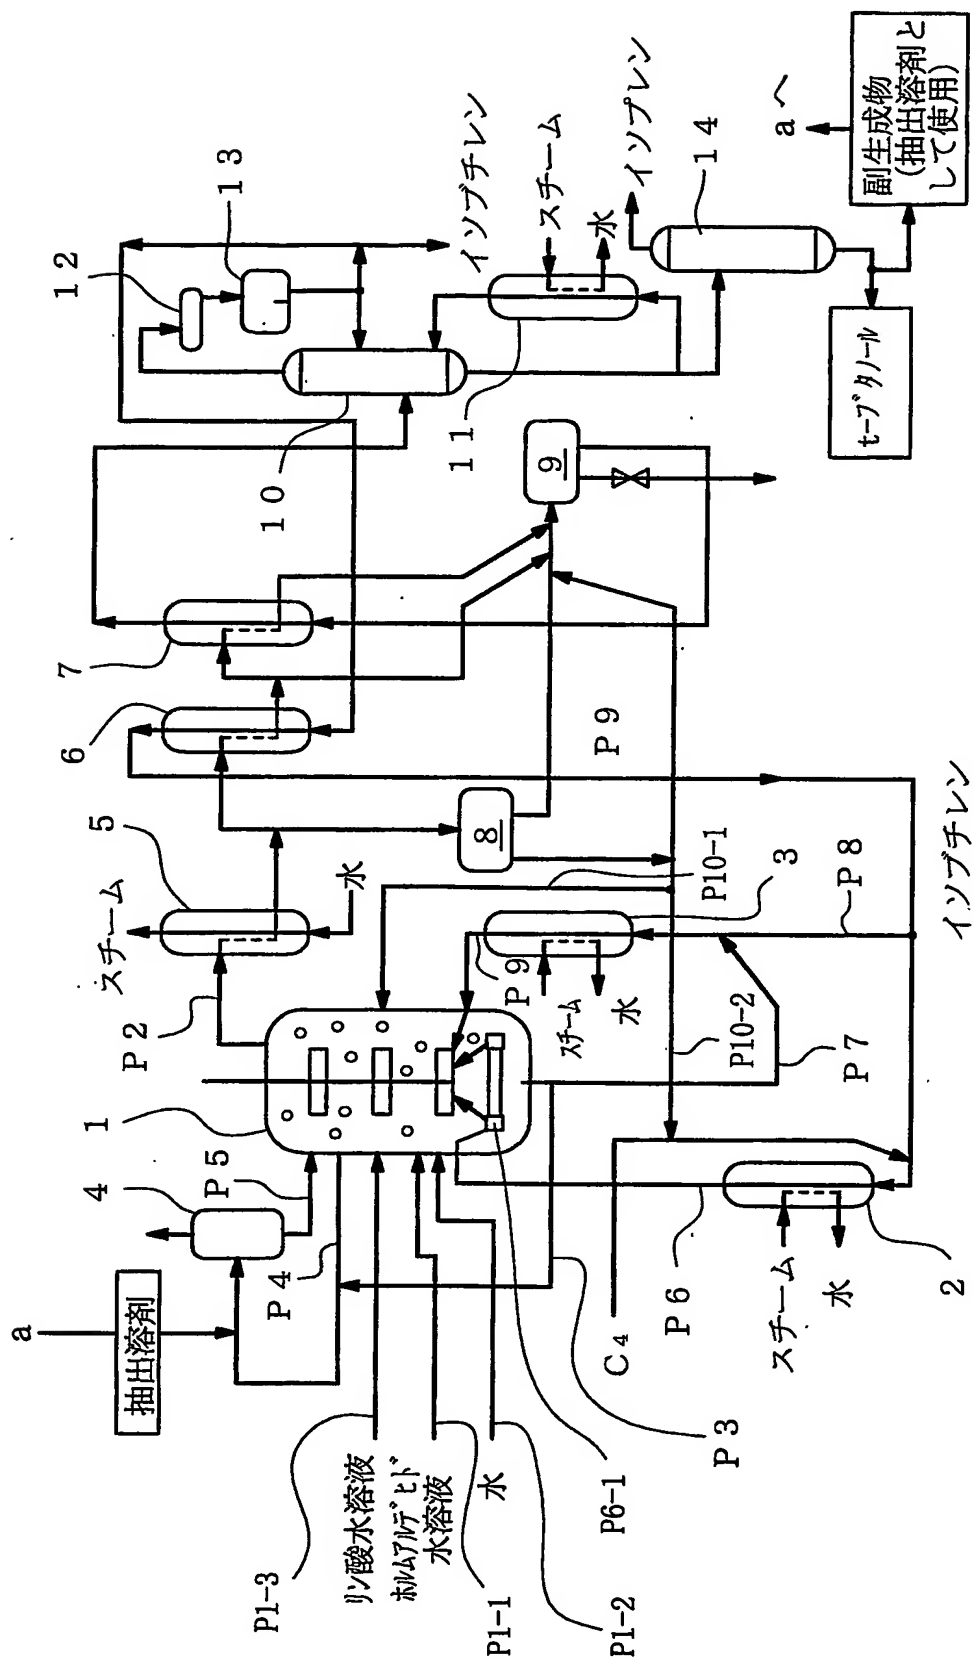 a
抽出溶剤
4
P5
P4
1
P2
スチーム
5
水
6
7
8
9
P9
10
11
12
13
イソブチレン
スチーム
水
イソプレン
14
aへ
副生成物
(抽出溶剤と
して使用)
t-ブタノール
P1-3
リン酸水溶液
ホルムアルデヒド
水溶液
水
P1-1
P1-2
P6-1
P3
C4
P6
スチーム
水
2
P7
P10-2
P9
スチーム
水
3
P10-1
P8
イソブチレン